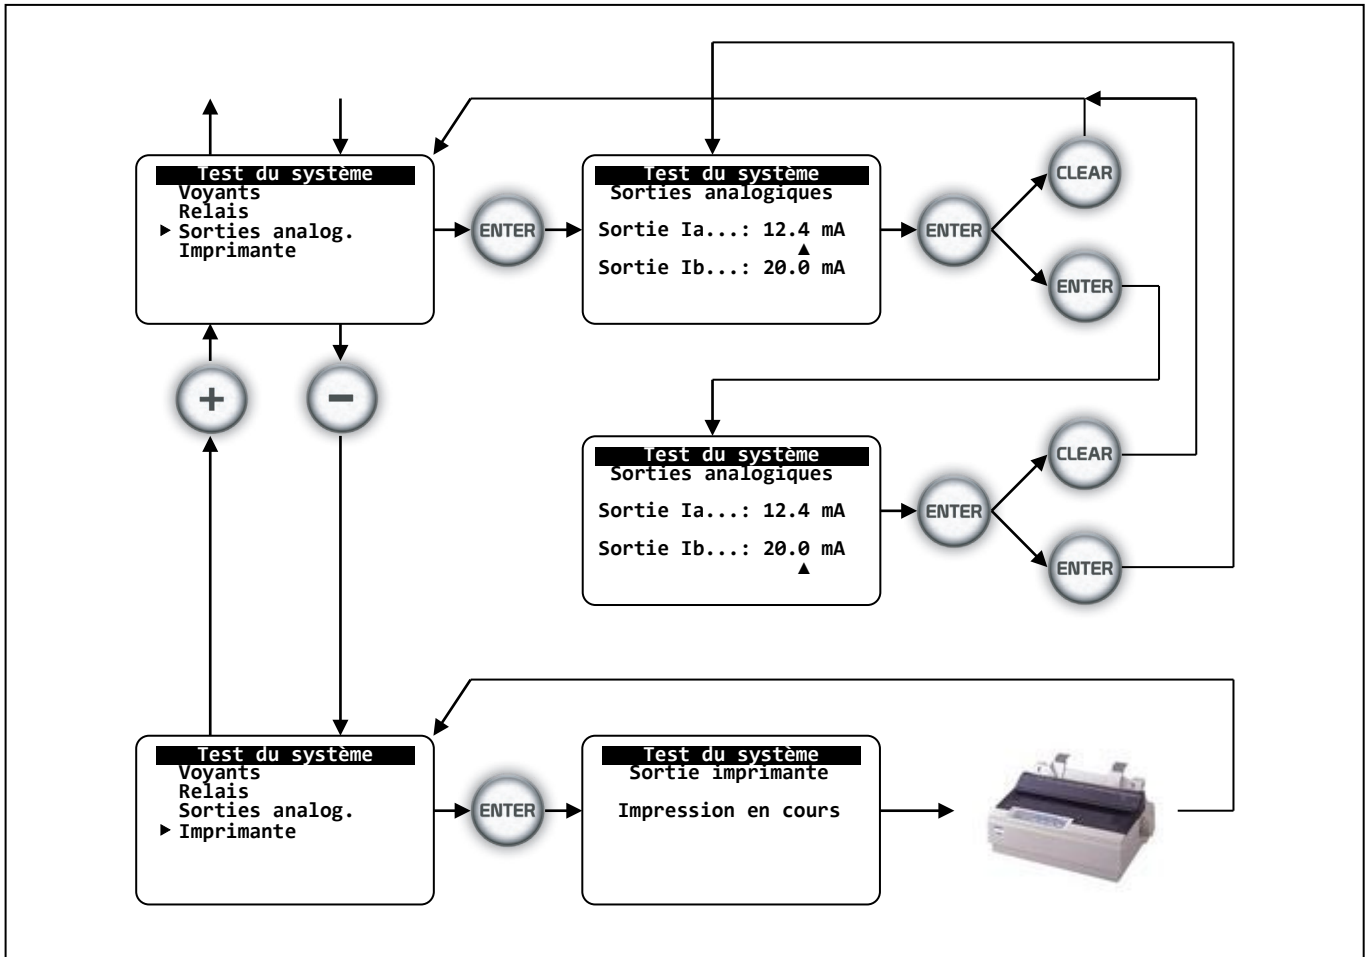 Test du système
Voyants
Relais
▶ Sorties analog.
Imprimante
ENTER
Test du système
Sorties analogiques
Sortie Ia...: 12.4 mA
▲
Sortie Ib...: 20.0 mA
ENTER
CLEAR
ENTER
+
-
Test du système
Sorties analogiques
Sortie Ia...: 12.4 mA
Sortie Ib...: 20.0 mA
▲
ENTER
CLEAR
ENTER
Test du système
Voyants
Relais
Sorties analog.
▶ Imprimante
ENTER
Test du système
Sortie imprimante
Impression en cours